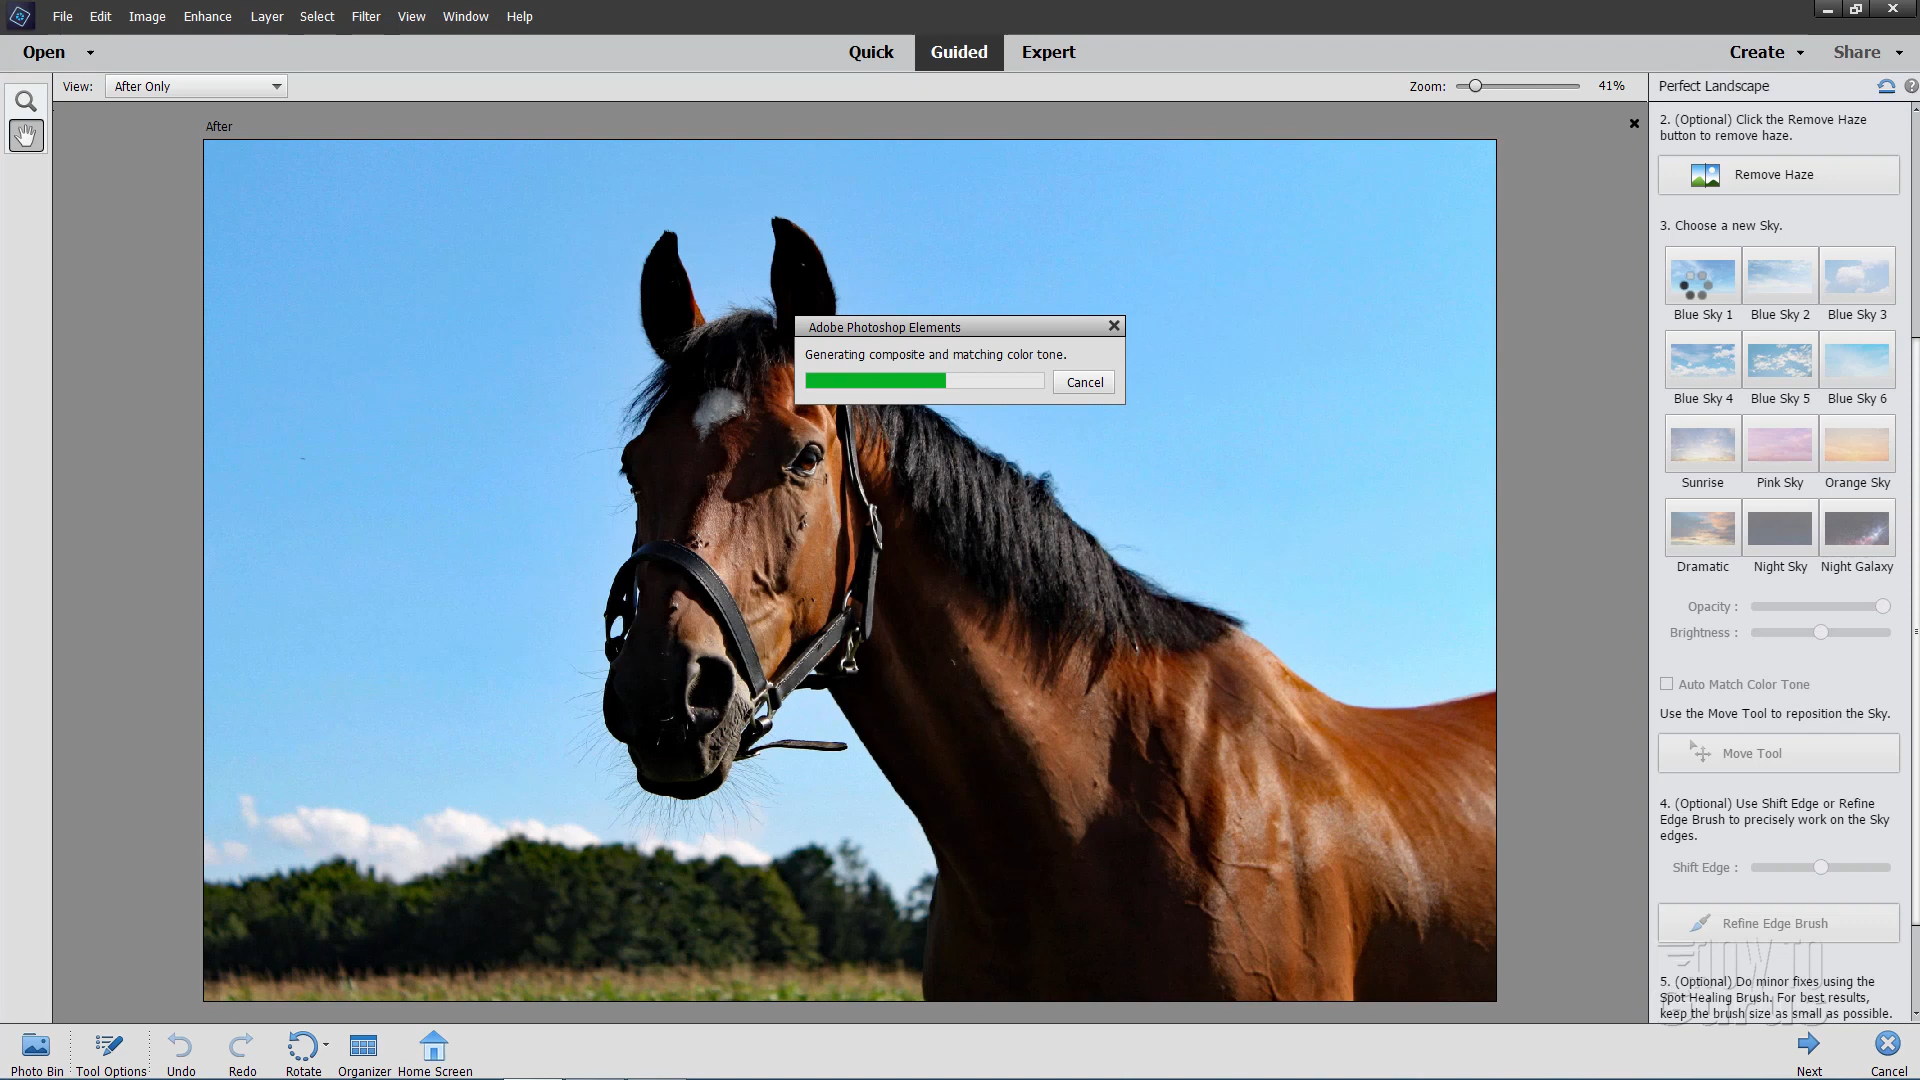 File Edit Image Enhance Layer Select Filter View Window Help
Open Quick Guided Expert Create Share
View: After Only Zoom: 41% Perfect Landscape
After
2. (Optional) Click the Remove Haze
button to remove haze.
Remove Haze
3. Choose a new Sky.
Blue Sky 1 Blue Sky 2 Blue Sky 3
Adobe Photoshop Elements
Generating composite and matching color tone.
Cancel
Blue Sky 4 Blue Sky 5 Blue Sky 6
Sunrise Pink Sky Orange Sky
Dramatic Night Sky Night Galaxy
Opacity :
Brightness :
Auto Match Color Tone
Use the Move Tool to reposition the Sky.
Move Tool
4. (Optional) Use Shift Edge or Refine
Edge Brush to precisely work on the Sky
edges.
Shift Edge :
Refine Edge Brush
5. (Optional) Do minor fixes using the
Spot Healing Brush. For best results,
keep the brush size as small as possible.
Photo Bin Tool Options Undo Redo Rotate Organizer Home Screen Next Cancel